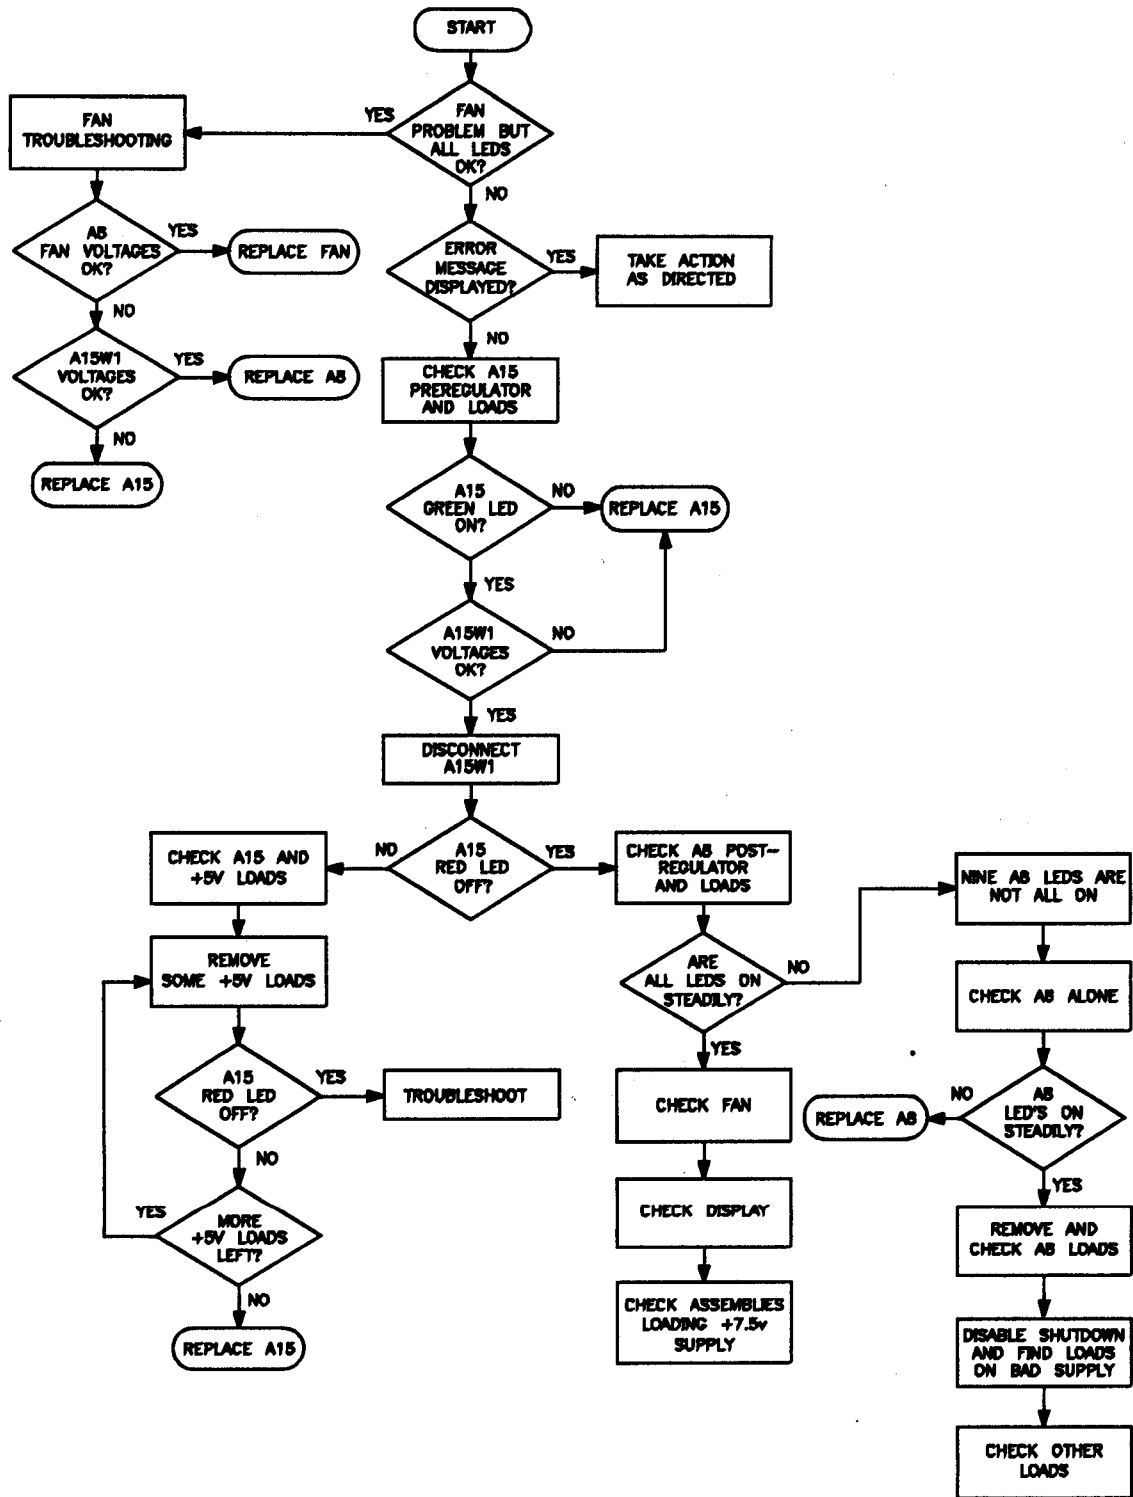 START
FAN
PROBLEM BUT
ALL LEDS
OK?
YES
NO
FAN
TROUBLESHOOTING
A8
FAN VOLTAGES
OK?
YES
REPLACE FAN
NO
A15W1
VOLTAGES
OK?
YES
REPLACE A8
NO
REPLACE A15
ERROR
MESSAGE
DISPLAYED?
YES
TAKE ACTION
AS DIRECTED
NO
CHECK A15
PREREGULATOR
AND LOADS
A15
GREEN LED
ON?
NO
REPLACE A15
YES
A15W1
VOLTAGES
OK?
NO
YES
DISCONNECT
A15W1
A15
RED LED
OFF?
NO
YES
CHECK A15 AND
+5V LOADS
REMOVE
SOME +5V LOADS
A15
RED LED
OFF?
YES
TROUBLESHOOT
NO
MORE
+5V LOADS
LEFT?
YES
NO
REPLACE A15
CHECK A8 POST-
REGULATOR
AND LOADS
ARE
ALL LEDS ON
STEADILY?
NO
YES
CHECK FAN
CHECK DISPLAY
CHECK ASSEMBLIES
LOADING +7.5v
SUPPLY
NINE A8 LEDS ARE
NOT ALL ON
CHECK A8 ALONE
A8
LED'S ON
STEADILY?
NO
REPLACE A8
YES
REMOVE AND
CHECK A8 LOADS
DISABLE SHUTDOWN
AND FIND LOADS
ON BAD SUPPLY
CHECK OTHER
LOADS